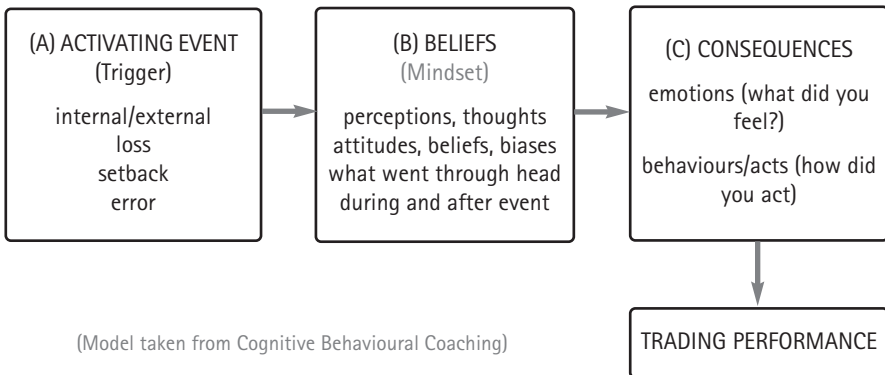 (A) ACTIVATING EVENT
(Trigger)
internal/external
loss
setback
error
(B) BELIEFS
(Mindset)
perceptions, thoughts
attitudes, beliefs, biases
what went through head
during and after event
(C) CONSEQUENCES
emotions (what did you
feel?)
behaviours/acts (how did
you act)
TRADING PERFORMANCE
(Model taken from Cognitive Behavioural Coaching)